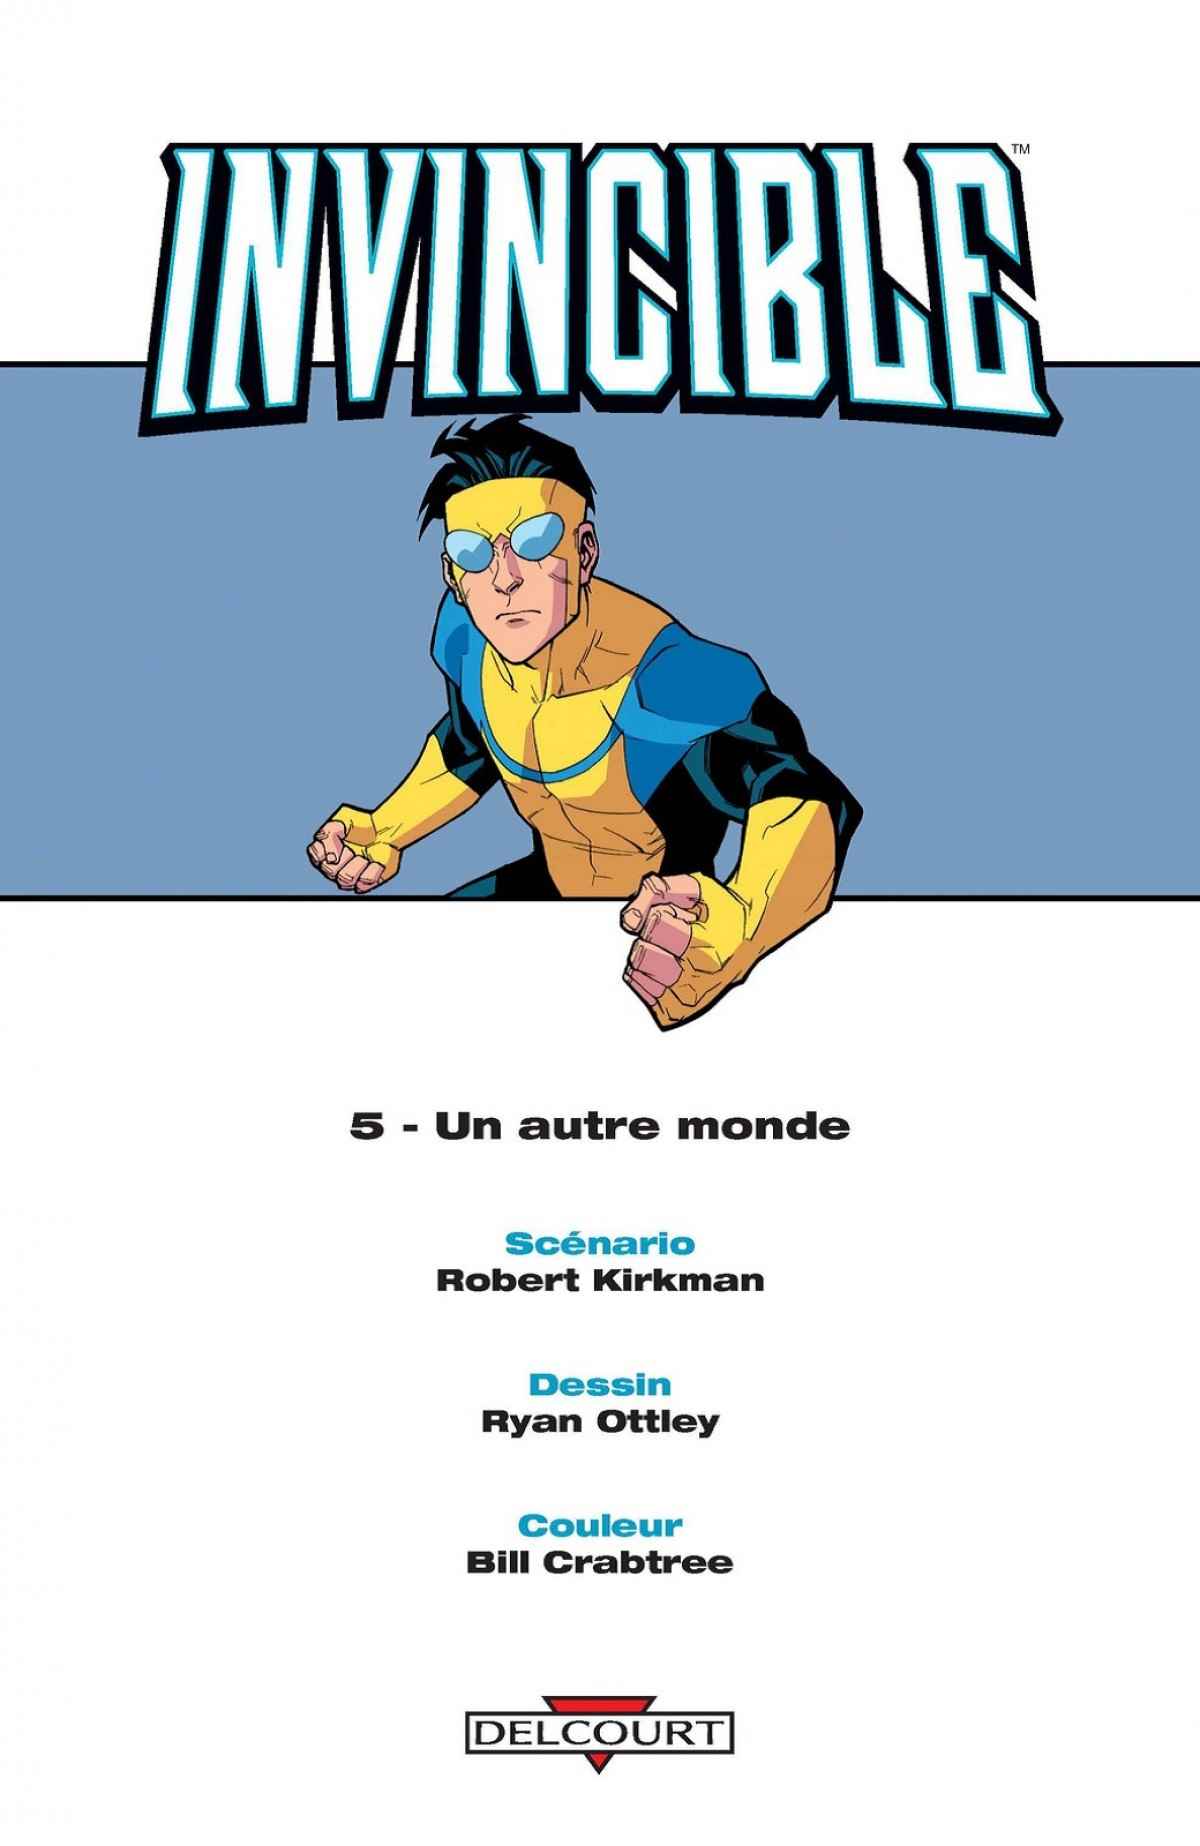 INVINCIBLE™
5 - Un autre monde
Scénario
Robert Kirkman
Dessin
Ryan Ottley
Couleur
Bill Crabtree
DELCOURT